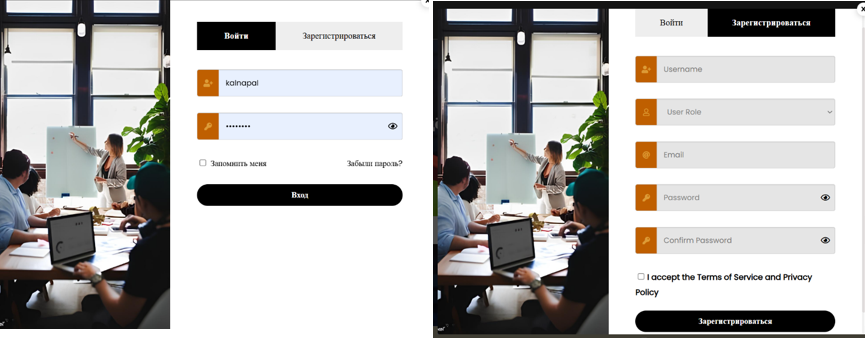 Войти
Зарегистрироваться
kalnapal
••••••••
Запомнить меня
Забыли пароль?
Вход
Войти
Зарегистрироваться
Username
User Role
Email
Password
Confirm Password
I accept the Terms of Service and Privacy
Policy
Зарегистрироваться